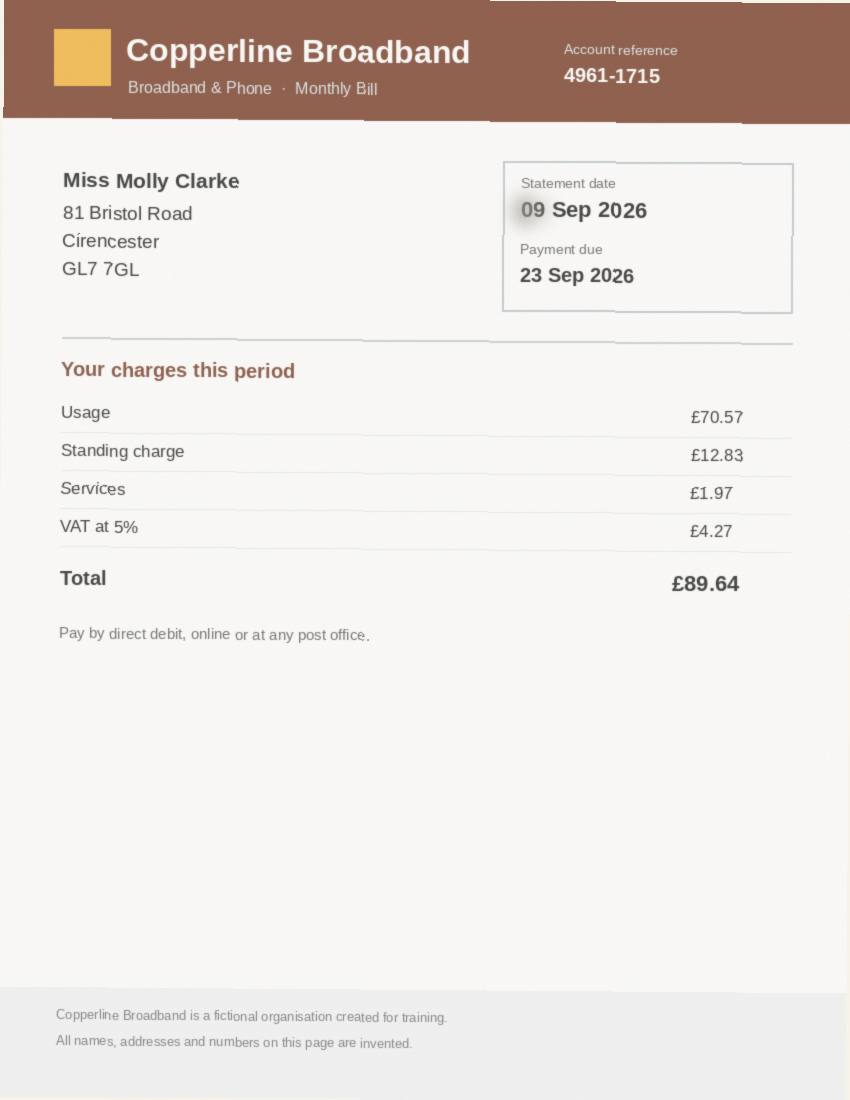 Copperline Broadband
Broadband & Phone · Monthly Bill
Account reference
4961-1715
Miss Molly Clarke
81 Bristol Road
Cirencester
GL7 7GL
Statement date
09 Sep 2026
Payment due
23 Sep 2026
Your charges this period
Usage £70.57
Standing charge £12.83
Services £1.97
VAT at 5% £4.27
Total £89.64
Pay by direct debit, online or at any post office.
Copperline Broadband is a fictional organisation created for training.
All names, addresses and numbers on this page are invented.